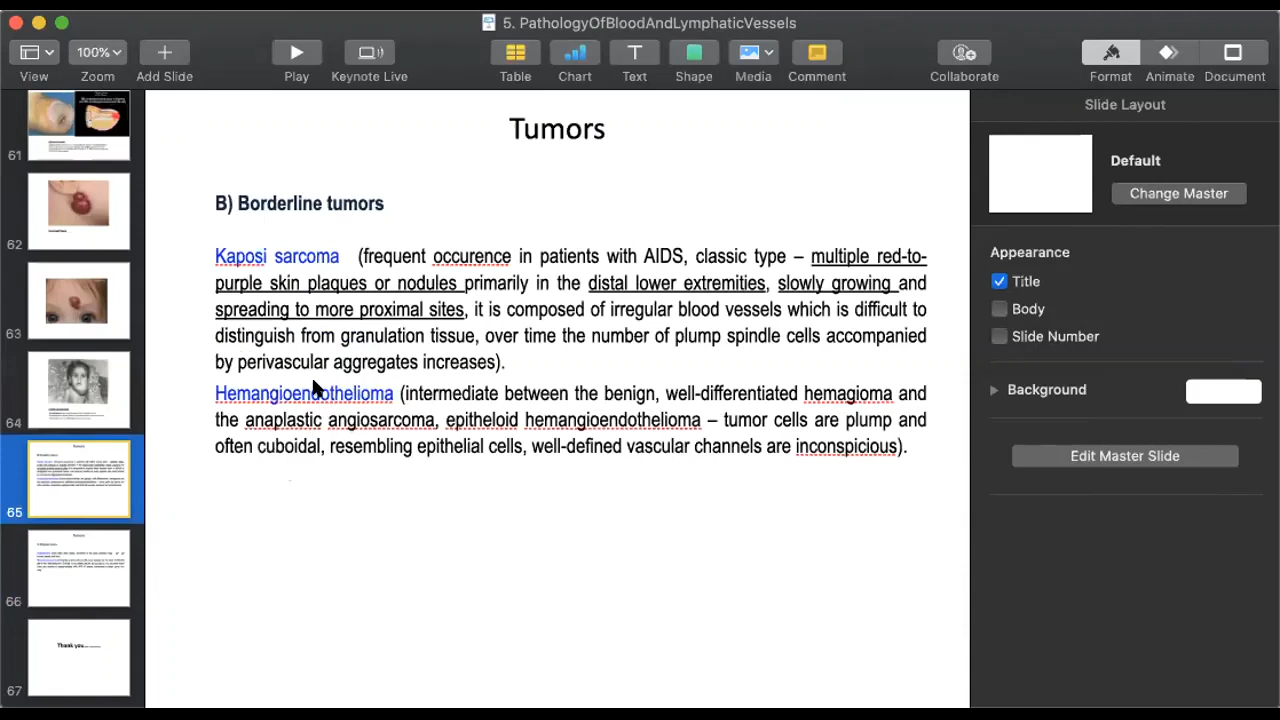 5. PathologyOfBloodAndLymphaticVessels
100%
View Zoom Add Slide Play Keynote Live Table Chart Text Shape Media Comment Collaborate Format Animate Document
61
62
63
64
65
66
67
Thank you
Tumors
B) Borderline tumors
Kaposi sarcoma (frequent occurence in patients with AIDS, classic type – multiple red-to-
purple skin plaques or nodules primarily in the distal lower extremities, slowly growing and
spreading to more proximal sites, it is composed of irregular blood vessels which is difficult to
distinguish from granulation tissue, over time the number of plump spindle cells accompanied
by perivascular aggregates increases).
Hemangioendothelioma (intermediate between the benign, well-differentiated hemagioma and
the anaplastic angiosarcoma, epitheloid hemangioendothelioma – tumor cells are plump and
often cuboidal, resembling epithelial cells, well-defined vascular channels are inconspicious).
Slide Layout
Default
Change Master
Appearance
Title
Body
Slide Number
Background
Edit Master Slide